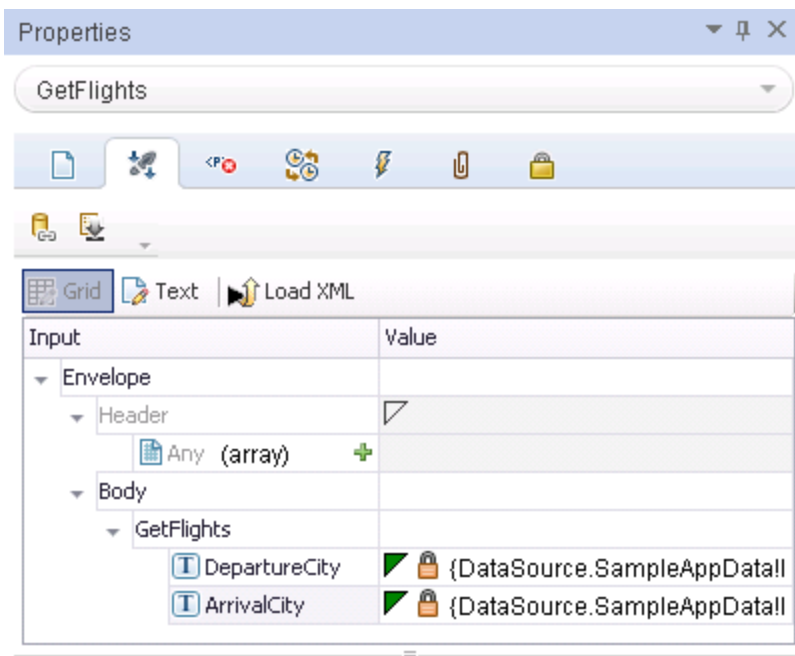 Properties
GetFlights
<P>
Grid Text Load XML
Input Value
Envelope
Header
Any (array)
Body
GetFlights
T DepartureCity {DataSource.SampleAppData!I
T ArrivalCity {DataSource.SampleAppData!I